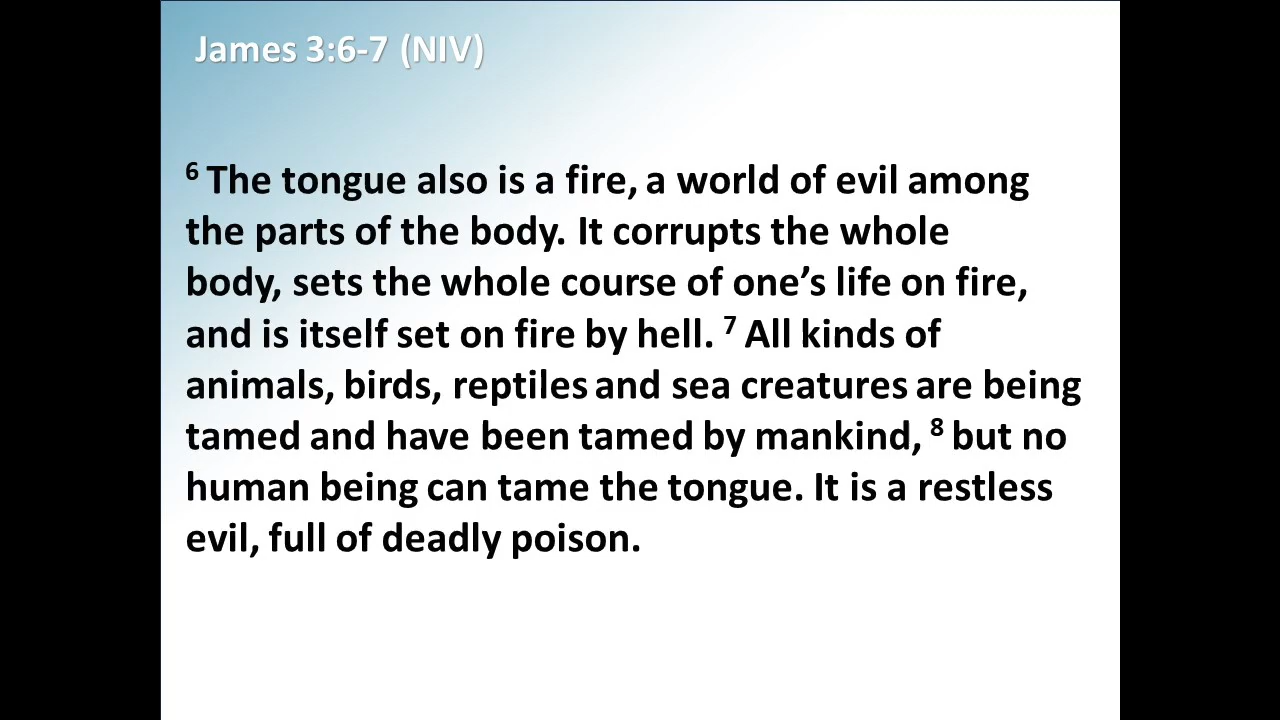 James 3:6-7 (NIV)
6 The tongue also is a fire, a world of evil among
the parts of the body. It corrupts the whole
body, sets the whole course of one’s life on fire,
and is itself set on fire by hell. 7 All kinds of
animals, birds, reptiles and sea creatures are being
tamed and have been tamed by mankind, 8 but no
human being can tame the tongue. It is a restless
evil, full of deadly poison.